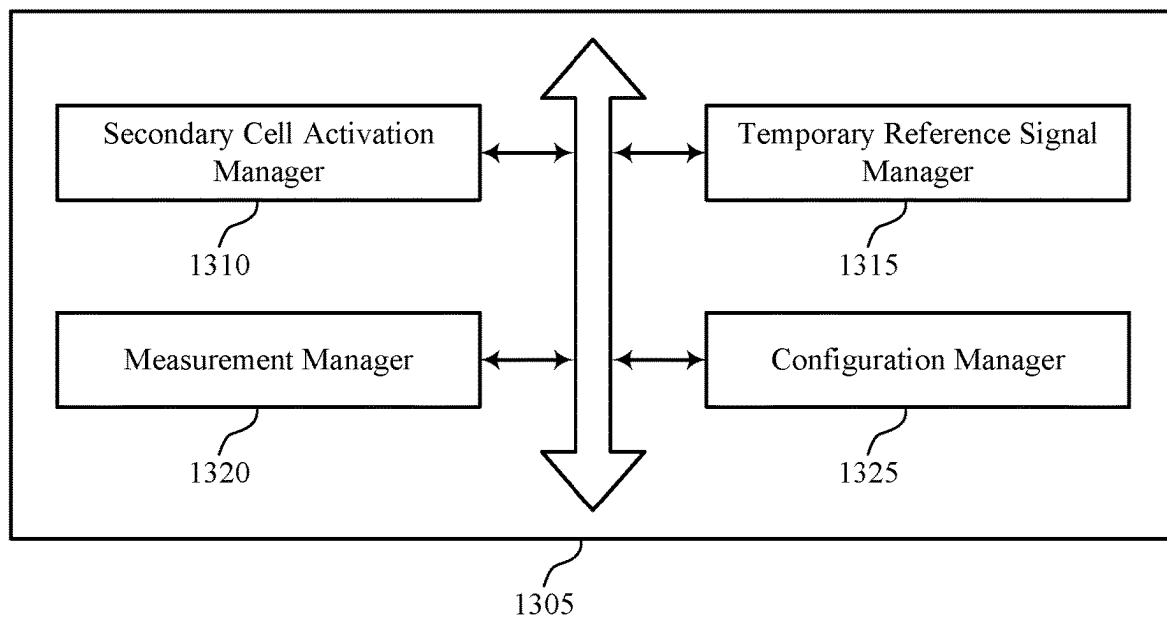 Secondary Cell Activation
Manager
Temporary Reference Signal
Manager
1310
1315
Measurement Manager
Configuration Manager
1320
1325
1305